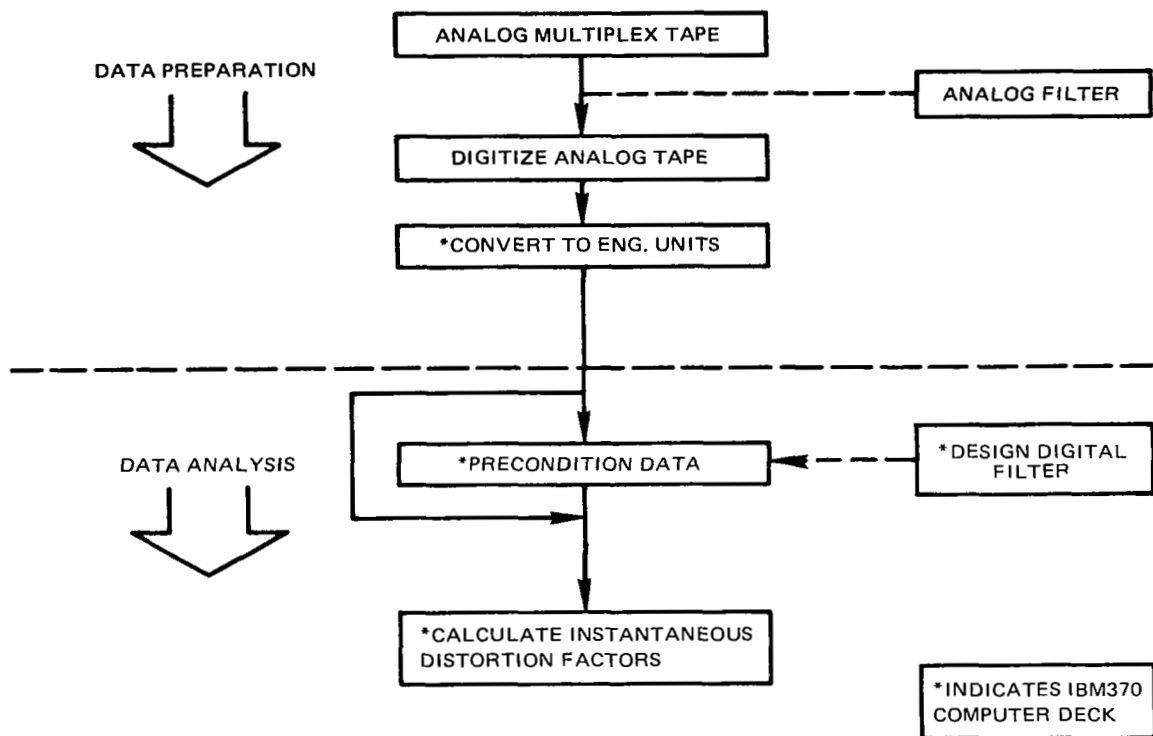 ANALOG MULTIPLEX TAPE
DATA PREPARATION
ANALOG FILTER
DIGITIZE ANALOG TAPE
*CONVERT TO ENG. UNITS
DATA ANALYSIS
*PRECONDITION DATA
*DESIGN DIGITAL
FILTER
*CALCULATE INSTANTANEOUS
DISTORTION FACTORS
*INDICATES IBM370
COMPUTER DECK